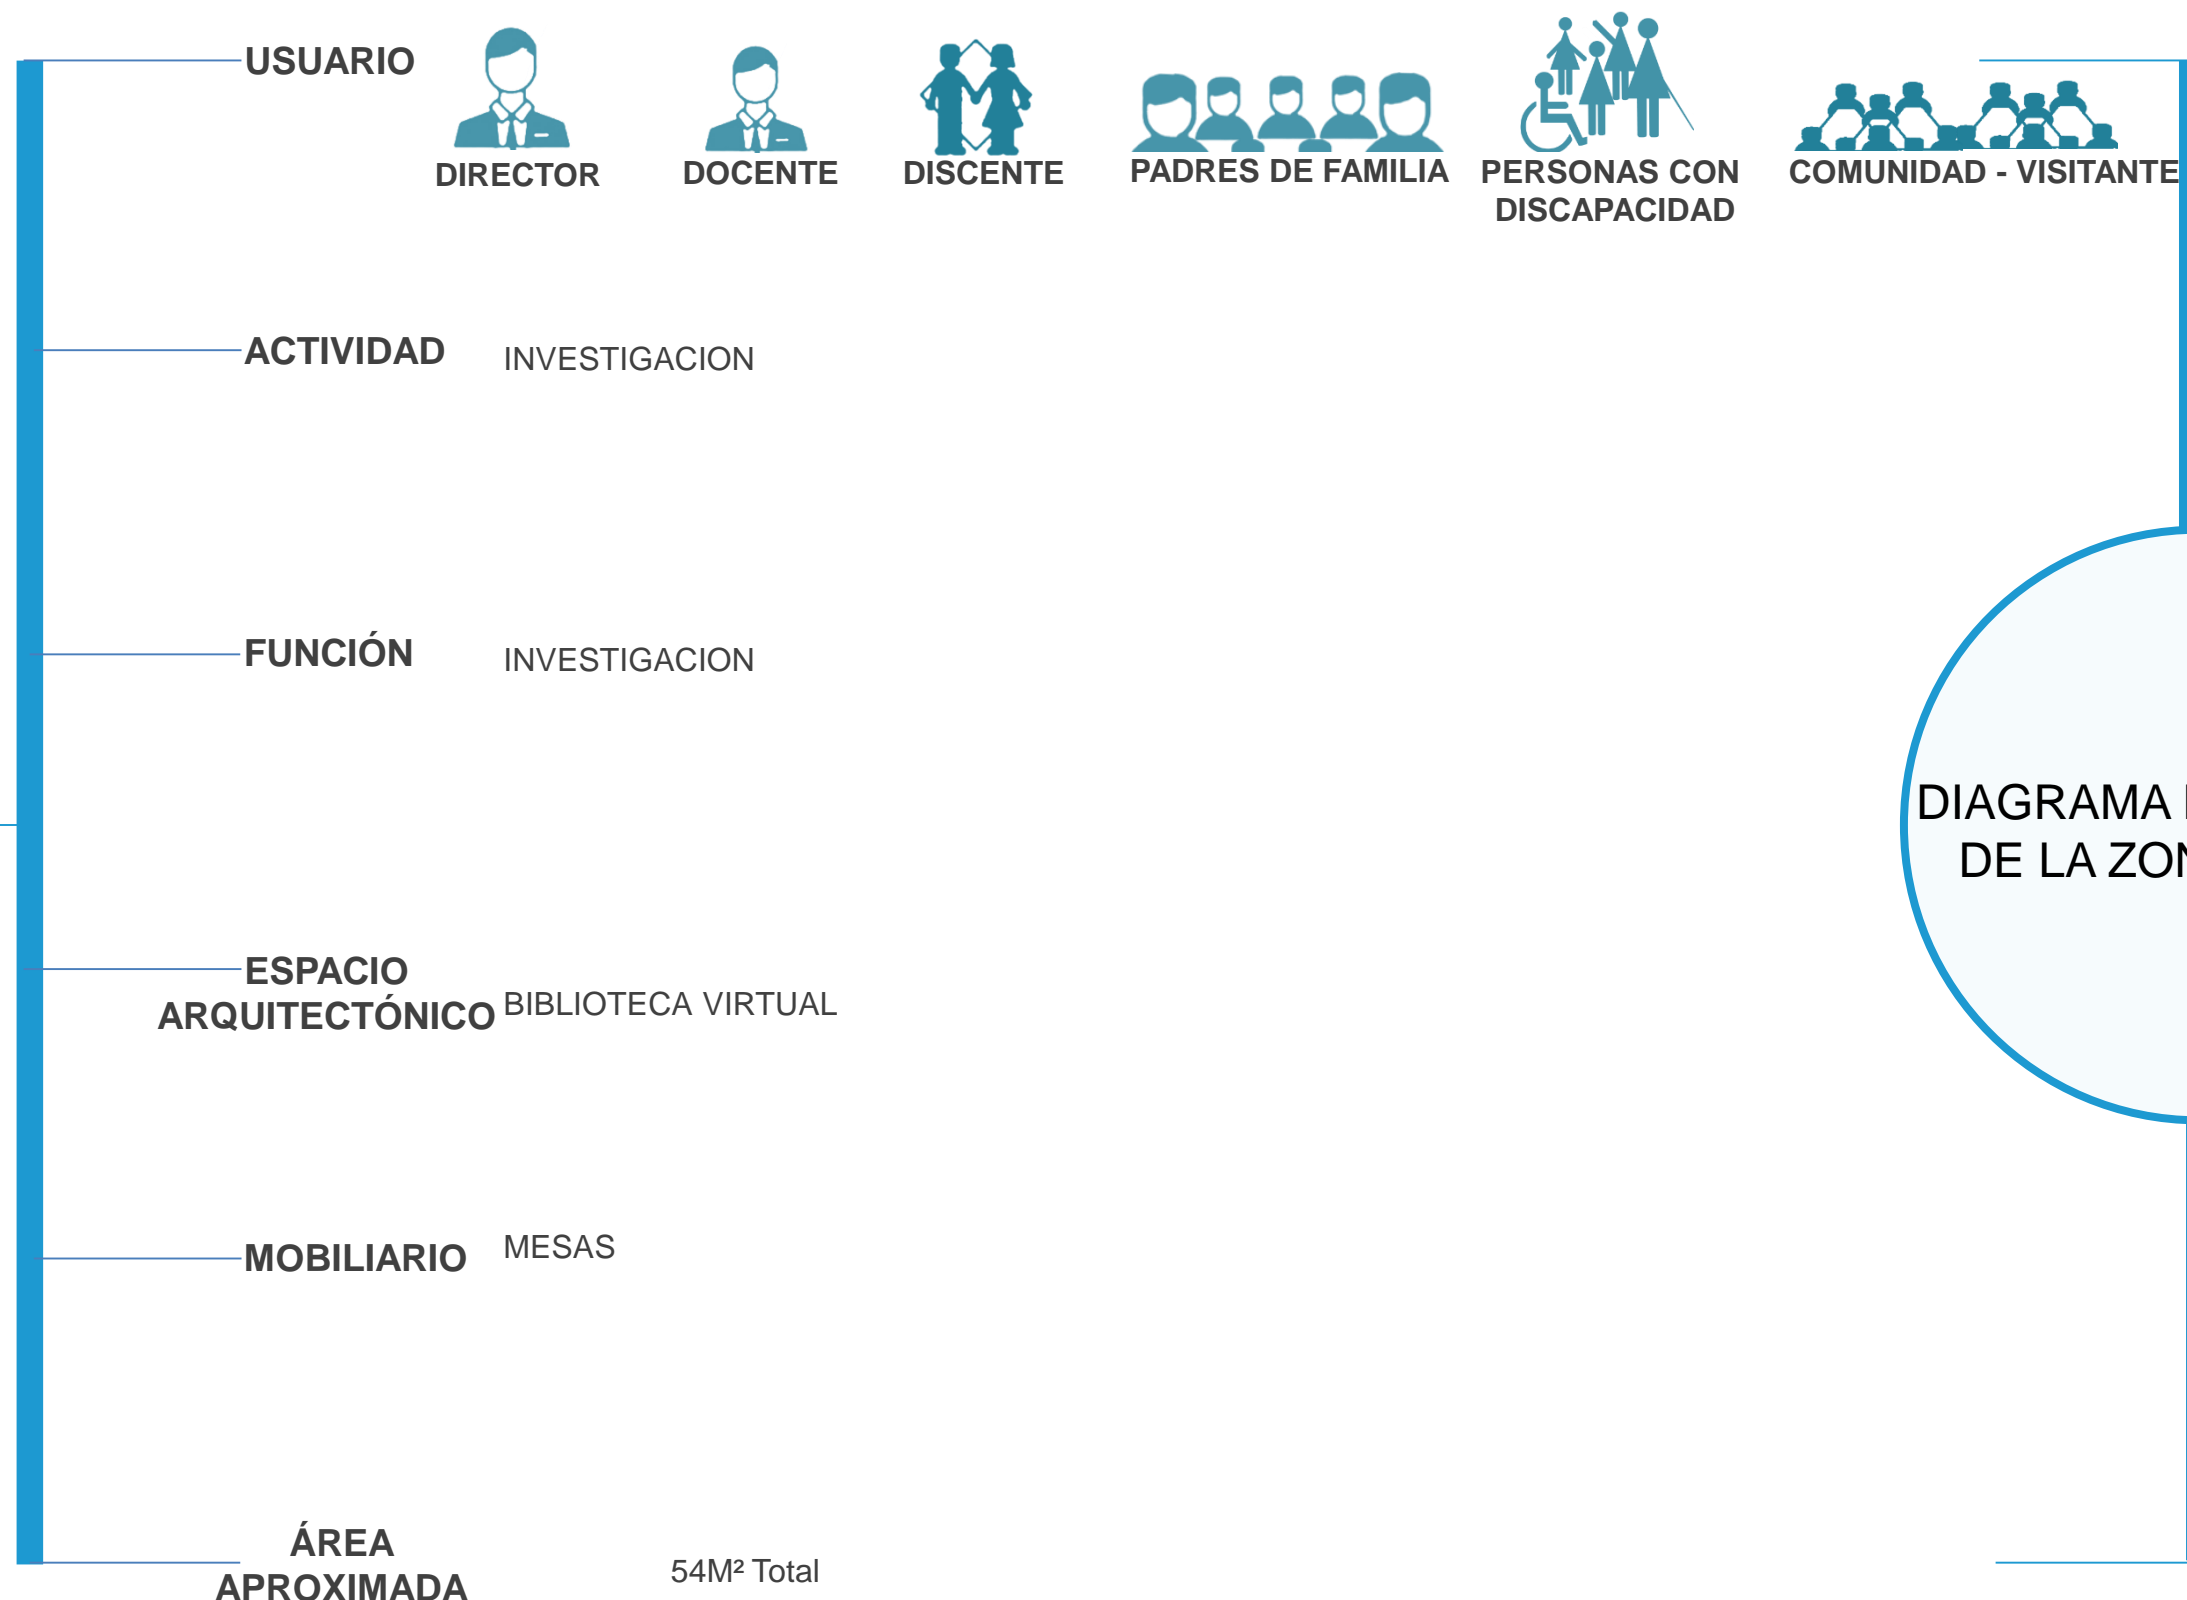 USUARIO
DIRECTOR
DOCENTE
DISCENTE
PADRES DE FAMILIA
PERSONAS CON
DISCAPACIDAD
COMUNIDAD - VISITANTE
ACTIVIDAD
INVESTIGACION
FUNCIÓN
INVESTIGACION
DIAGRAMA
DE LA
ESPACIO
ARQUITECTÓNICO
BIBLIOTECA VIRTUAL
MOBILIARIO
MESAS
ÁREA
APROXIMADA
54M² Total